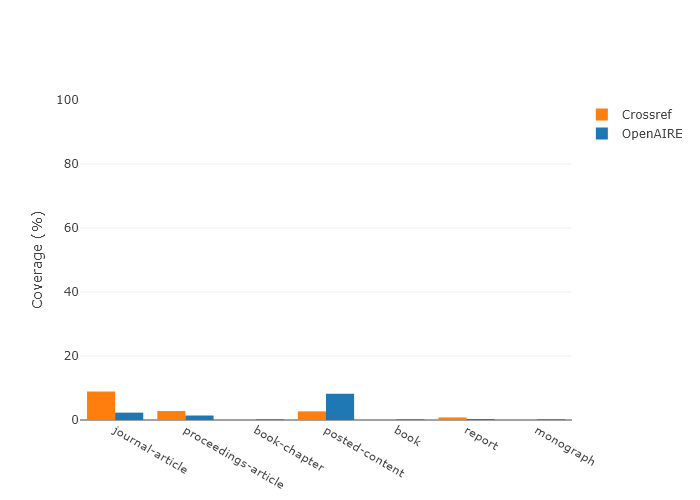 100
80
60
40
20
0
Coverage (%)
journal-article
proceedings-article
book-chapter
posted-content
book
report
monograph
Crossref
OpenAIRE